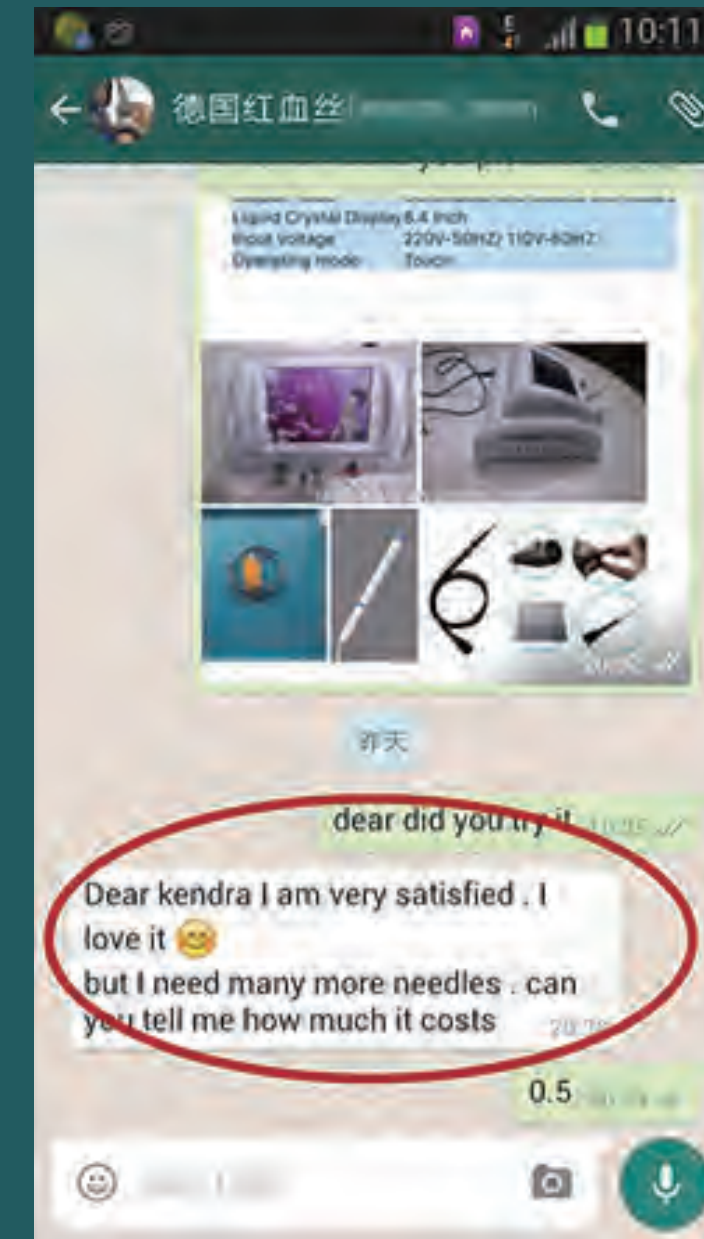 10:11
德国红血丝
Liquid Crystal Display 8.4 inch
Input Voltage 220V-50HZ/ 110V-60HZ
Operating mode Touch
昨天
dear did you try it
Dear kendra I am very satisfied . I
love it
but I need many more needles . can
you tell me how much it costs
0.5